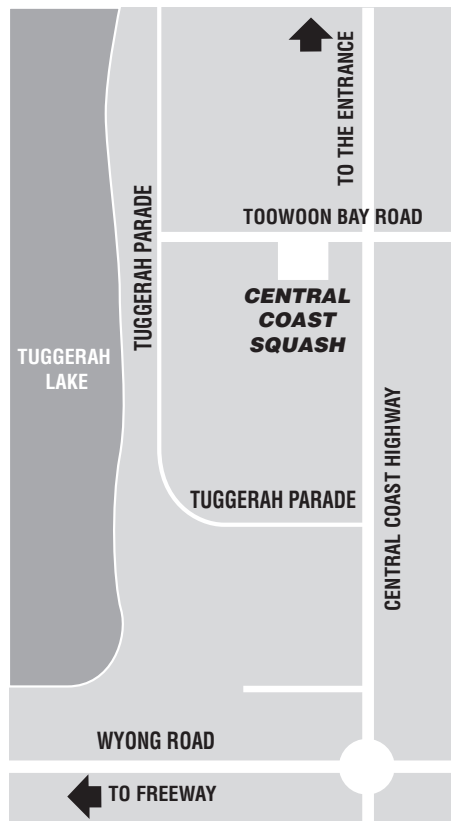 TO THE ENTRANCE
TOOWOON BAY ROAD
TUGGERAH PARADE
CENTRAL
COAST
SQUASH
TUGGERAH
LAKE
CENTRAL COAST HIGHWAY
TUGGERAH PARADE
WYONG ROAD
TO FREEWAY